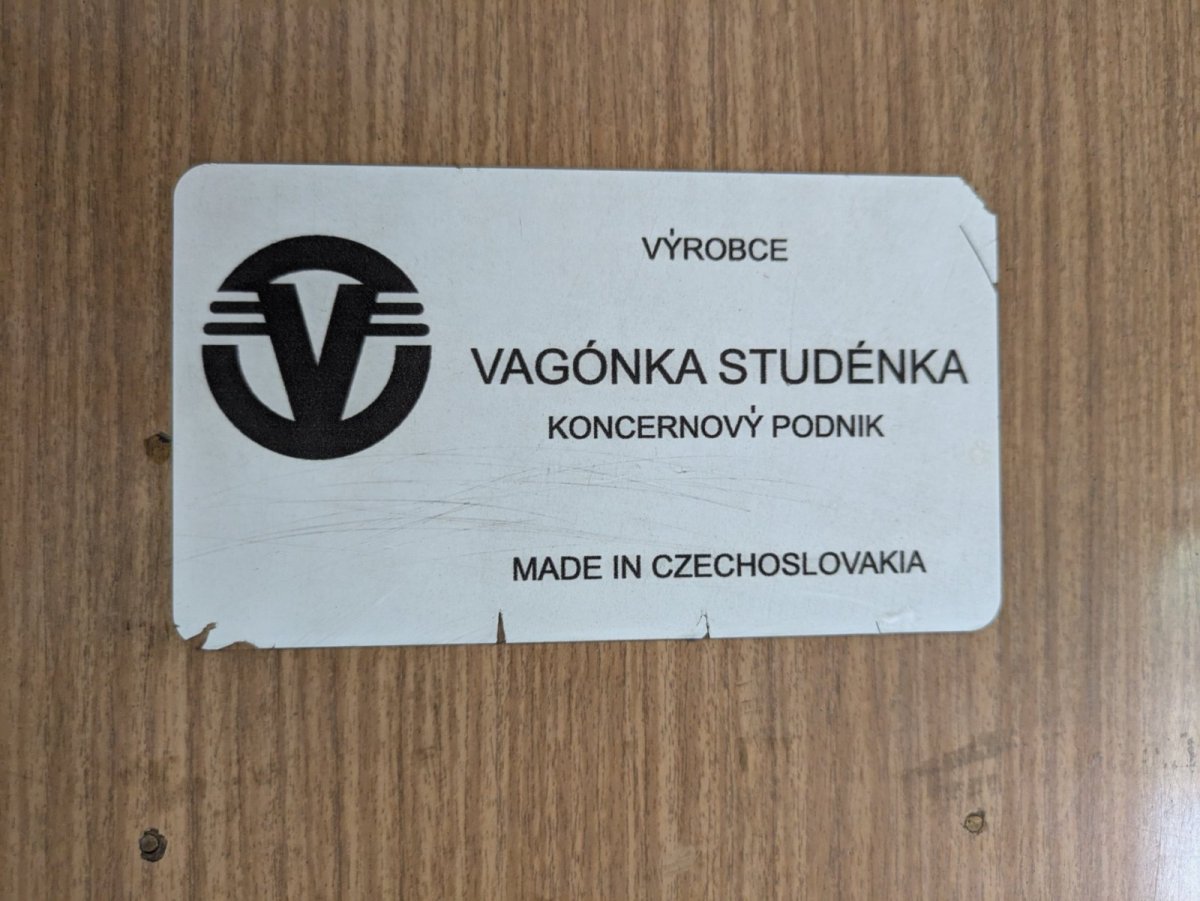 VÝROBCE
VAGÓNKA STUDÉNKA
KONCERNOVÝ PODNIK
MADE IN CZECHOSLOVAKIA